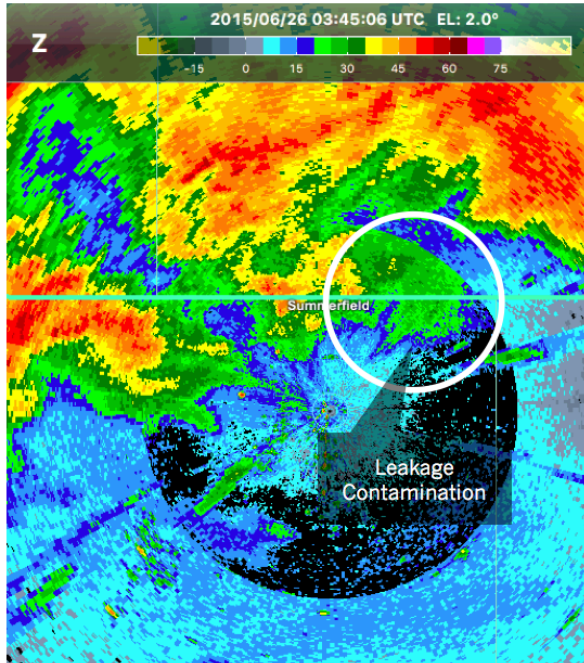 2015/06/26 03:45:06 UTC EL: 2.0°
Z
-15 0 15 30 45 60 75
Summerfield
Leakage
Contamination